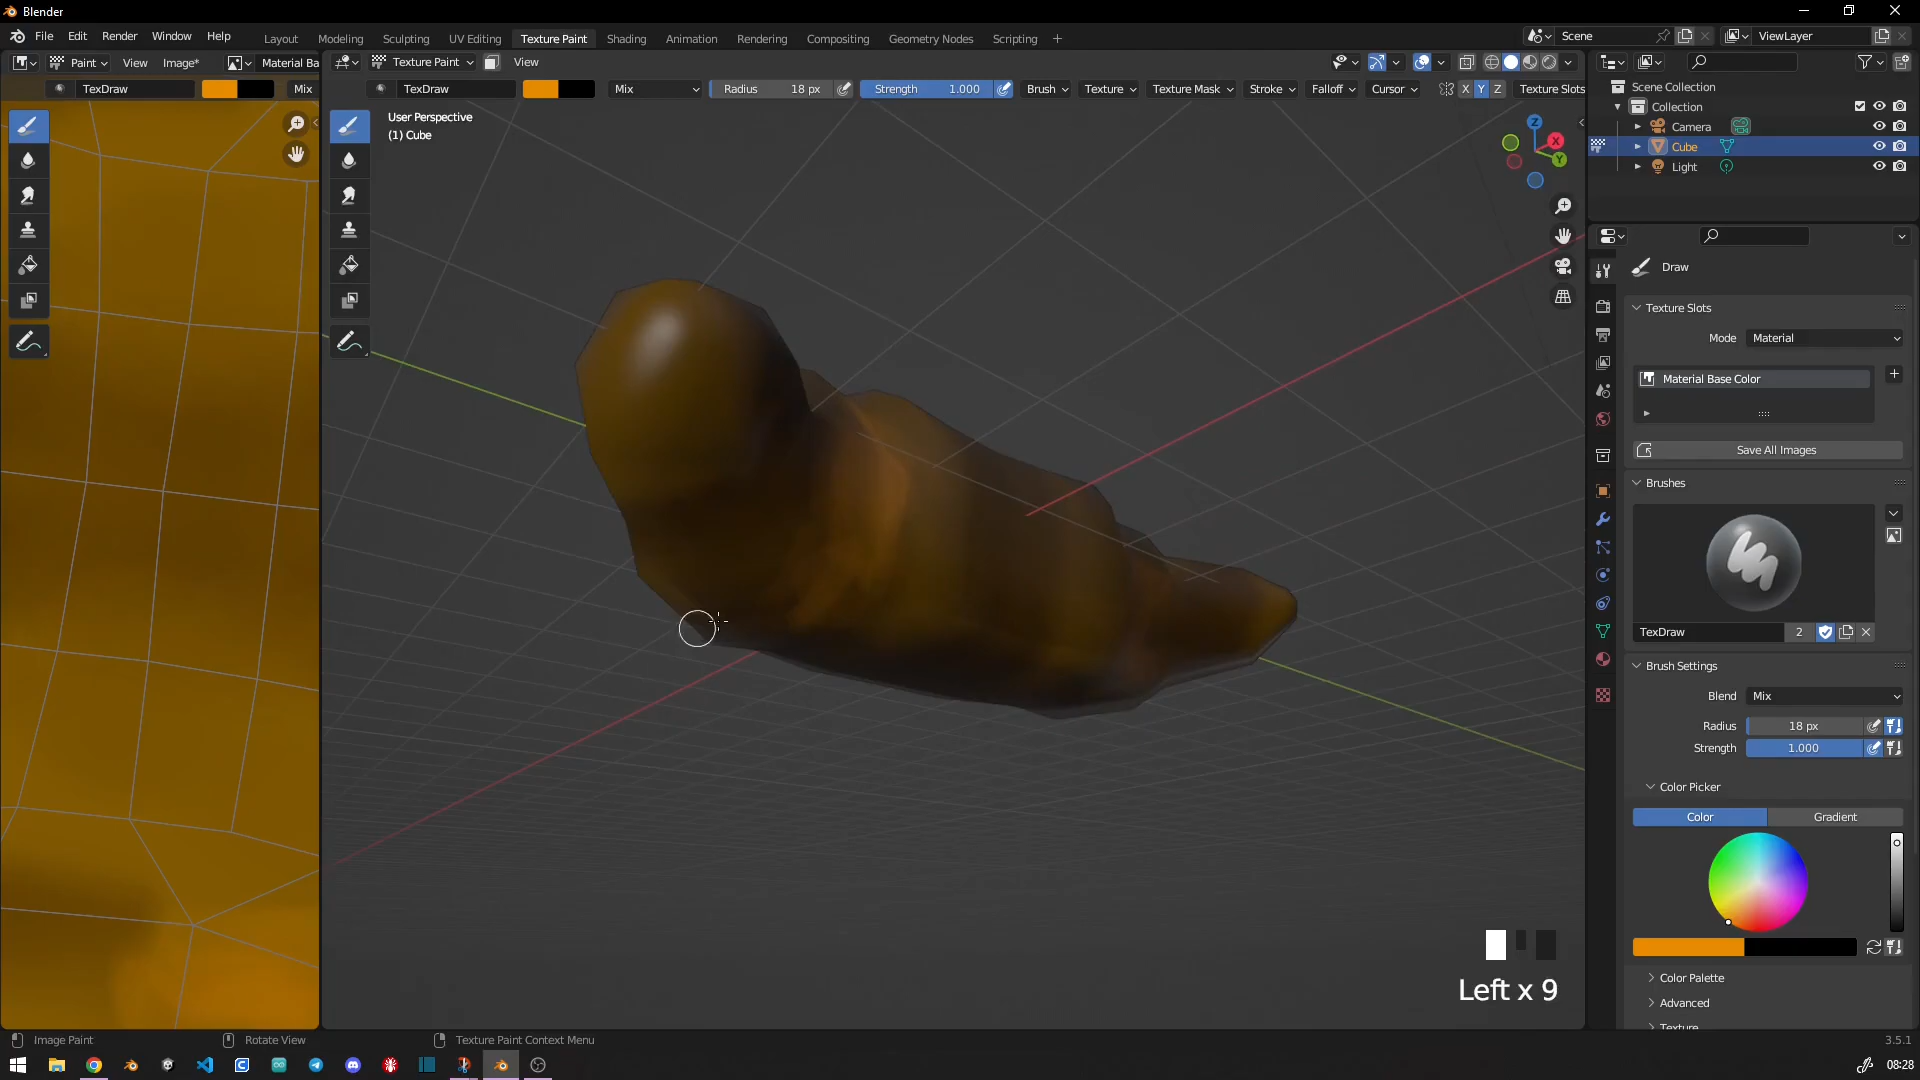 Blender
File Edit Render Window Help
Layout Modeling Sculpting UV Editing Texture Paint Shading Animation Rendering Compositing Geometry Nodes Scripting +
Scene
ViewLayer
Paint View Image* Material Ba
Texture Paint View
TexDraw Mix
TexDraw Mix Radius 18 px Strength 1.000 Brush Texture Texture Mask Stroke Falloff Cursor X Y Z Texture Slots
User Perspective
(1) Cube
Z X Y
Scene Collection
Collection
Camera
Cube
Light
Draw
Texture Slots
Mode Material
Material Base Color
Save All Images
Brushes
TexDraw 2
Brush Settings
Blend Mix
Radius 18 px
Strength 1.000
Color Picker
Color Gradient
Color Palette
Advanced
Texture
Left x 9
Image Paint Rotate View Texture Paint Context Menu 3.5.1
08:28